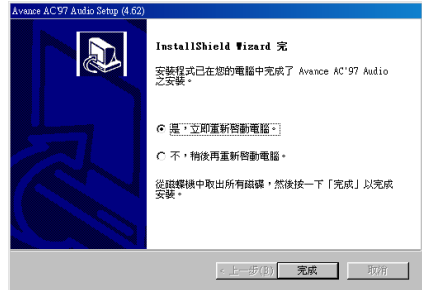 Avance AC'97 Audio Setup (4.62)
InstallShield Wizard 完
安裝程式已在您的電腦中完成了 Avance AC'97 Audio
之安裝。
是，立即重新啓動電腦。
不，稍後再重新啓動電腦。
從磁碟機中取出所有磁碟，然後按一下「完成」以完成
安裝。
< 上一步(B) 完成 取消